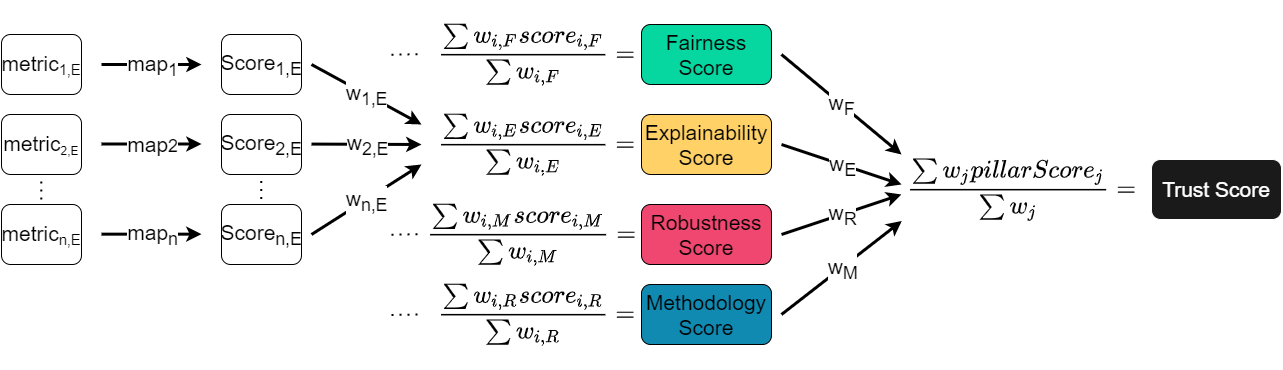 metric1,E
map1
Score1,E
w1,E
metric2,E
map2
Score2,E
w2,E
⋮
⋮
metricn,E
mapn
Scoren,E
wn,E
.... ∑ wi,F scorei,F / ∑ wi,F =
Fairness
Score
∑ wi,E scorei,E / ∑ wi,E =
Explainability
Score
.... ∑ wi,M scorei,M / ∑ wi,M =
Robustness
Score
.... ∑ wi,R scorei,R / ∑ wi,R =
Methodology
Score
wF
wE
wR
wM
∑ wj pillarScorej / ∑ wj =
Trust Score